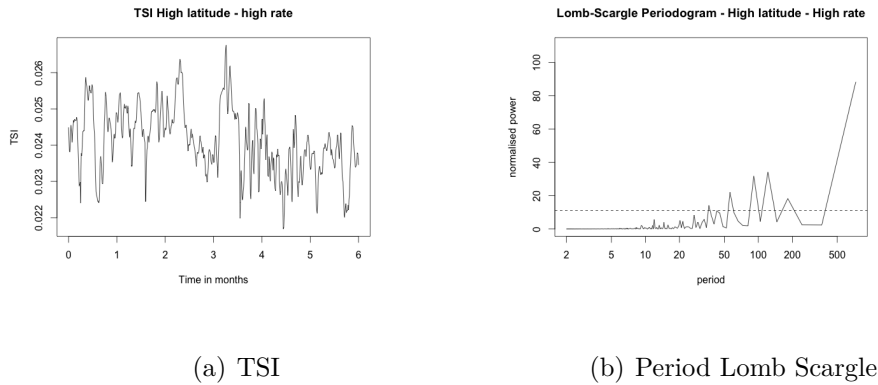 TSI High latitude - high rate
TSI
0.022 0.023 0.024 0.025 0.026
0 1 2 3 4 5 6
Time in months
(a) TSI
Lomb-Scargle Periodogram - High latitude - High rate
normalised power
0 20 40 60 80 100
2 5 10 20 50 100 200 500
period
(b) Period Lomb Scargle